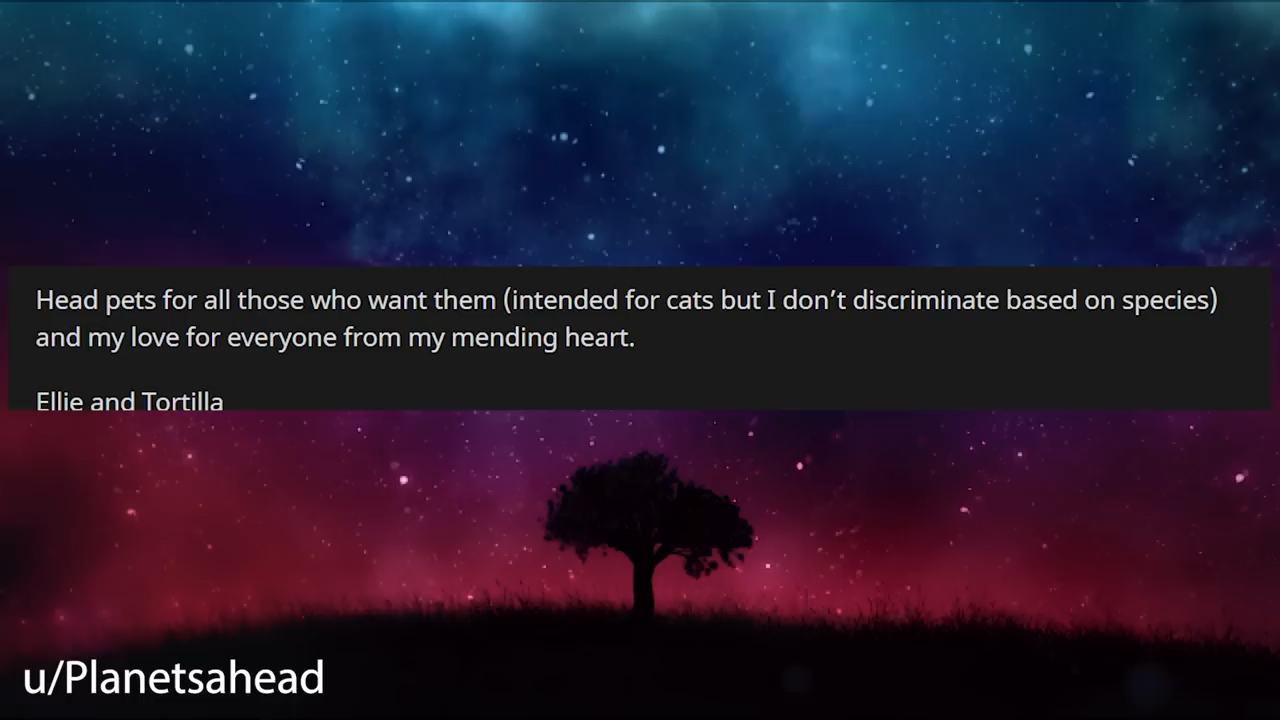 Head pets for all those who want them (intended for cats but I don’t discriminate based on species)
and my love for everyone from my mending heart.
Ellie and Tortilla
u/Planetsahead